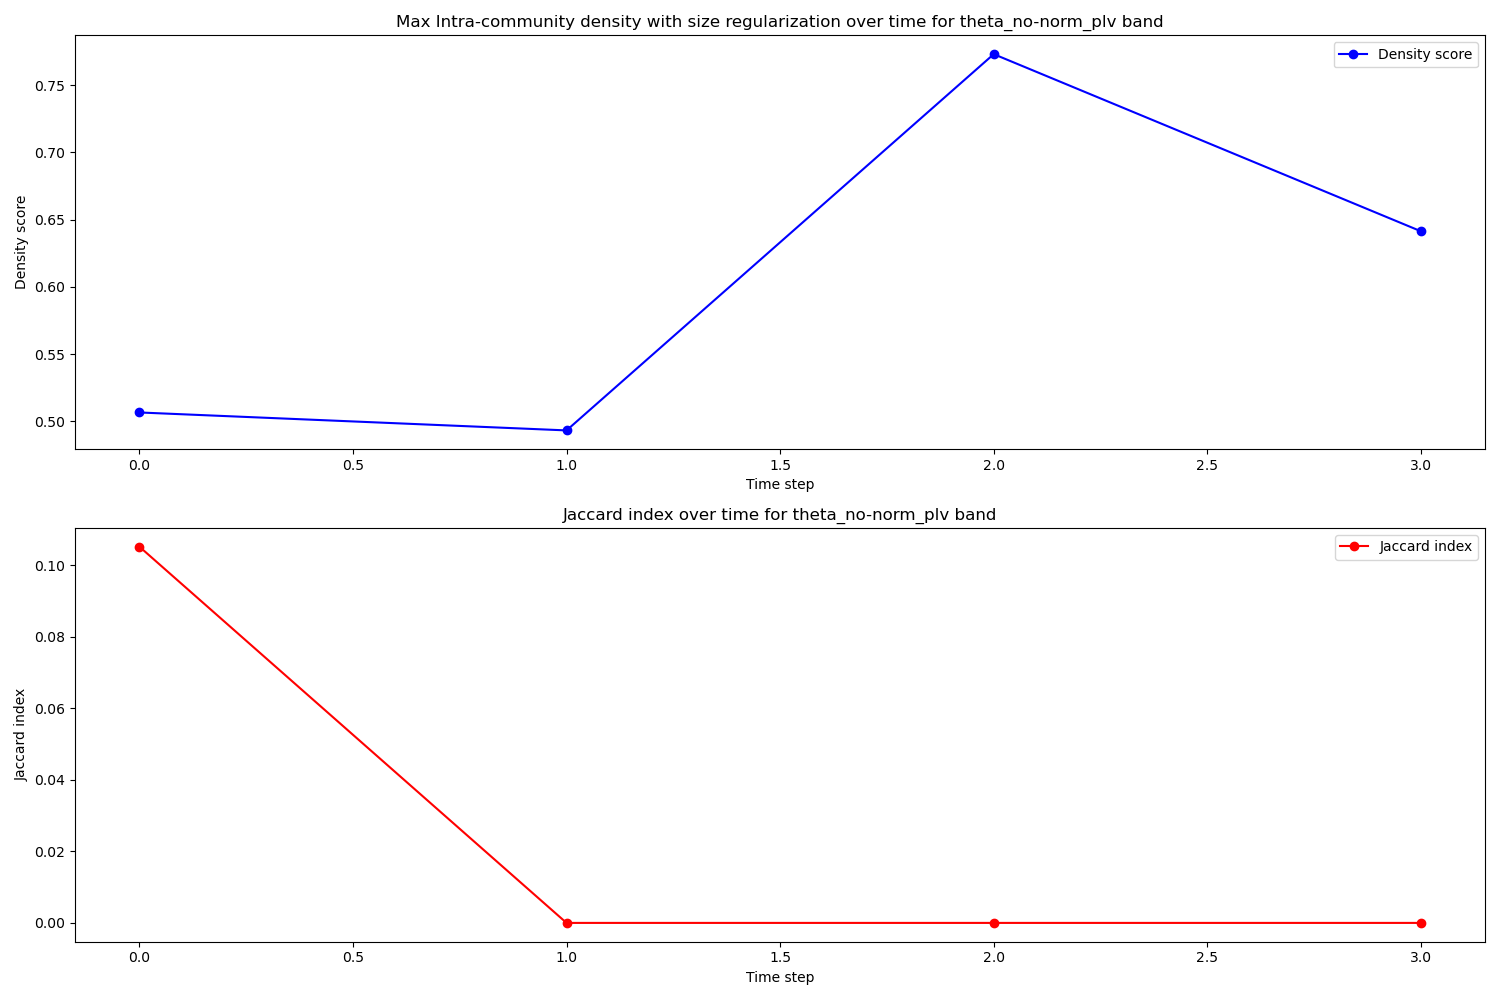 Max Intra-community density with size regularization over time for theta_no-norm_plv band
Density score
0.75
0.70
0.65
0.60
0.55
0.50
Density score
0.0 0.5 1.0 1.5 2.0 2.5 3.0
Time step
Jaccard index over time for theta_no-norm_plv band
Jaccard index
0.10
0.08
0.06
0.04
0.02
0.00
Jaccard index
0.0 0.5 1.0 1.5 2.0 2.5 3.0
Time step